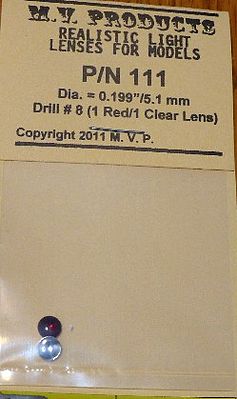 M.V. PRODUCTS
REALISTIC LIGHT
LENSES FOR MODELS
P/N 111
Dia. = 0.199"/5.1 mm
Drill # 8 (1 Red/1 Clear Lens)
Copyright 2011 M. V. P.